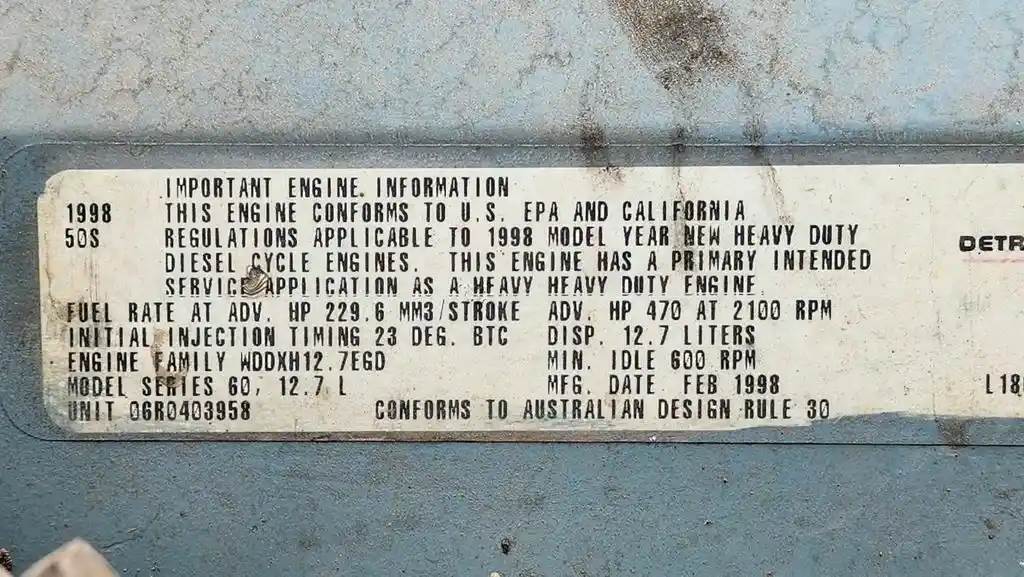 IMPORTANT ENGINE INFORMATION
1998 THIS ENGINE CONFORMS TO U.S. EPA AND CALIFORNIA
50S REGULATIONS APPLICABLE TO 1998 MODEL YEAR NEW HEAVY DUTY
DIESEL CYCLE ENGINES. THIS ENGINE HAS A PRIMARY INTENDED
SERVICE APPLICATION AS A HEAVY HEAVY DUTY ENGINE
FUEL RATE AT ADV. HP 229.6 MM3/STROKE ADV. HP 470 AT 2100 RPM
INITIAL INJECTION TIMING 23 DEG. BTC DISP. 12.7 LITERS
ENGINE FAMILY WDDXH12.7EGD MIN. IDLE 600 RPM
MODEL SERIES 60, 12.7 L MFG. DATE FEB 1998
UNIT 06R0403958 CONFORMS TO AUSTRALIAN DESIGN RULE 30
DETR
L18